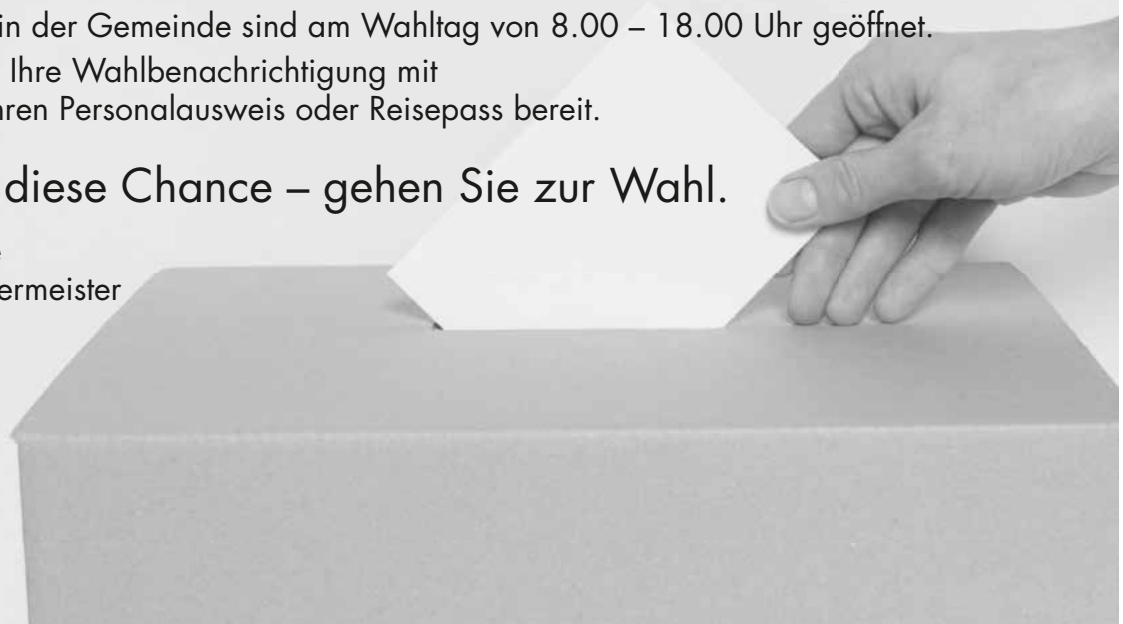 in der Gemeinde sind am Wahltag von 8.00 – 18.00 Uhr geöffnet.
Ihre Wahlbenachrichtigung mit
hren Personalausweis oder Reisepass bereit.
diese Chance – gehen Sie zur Wahl.
ermeister